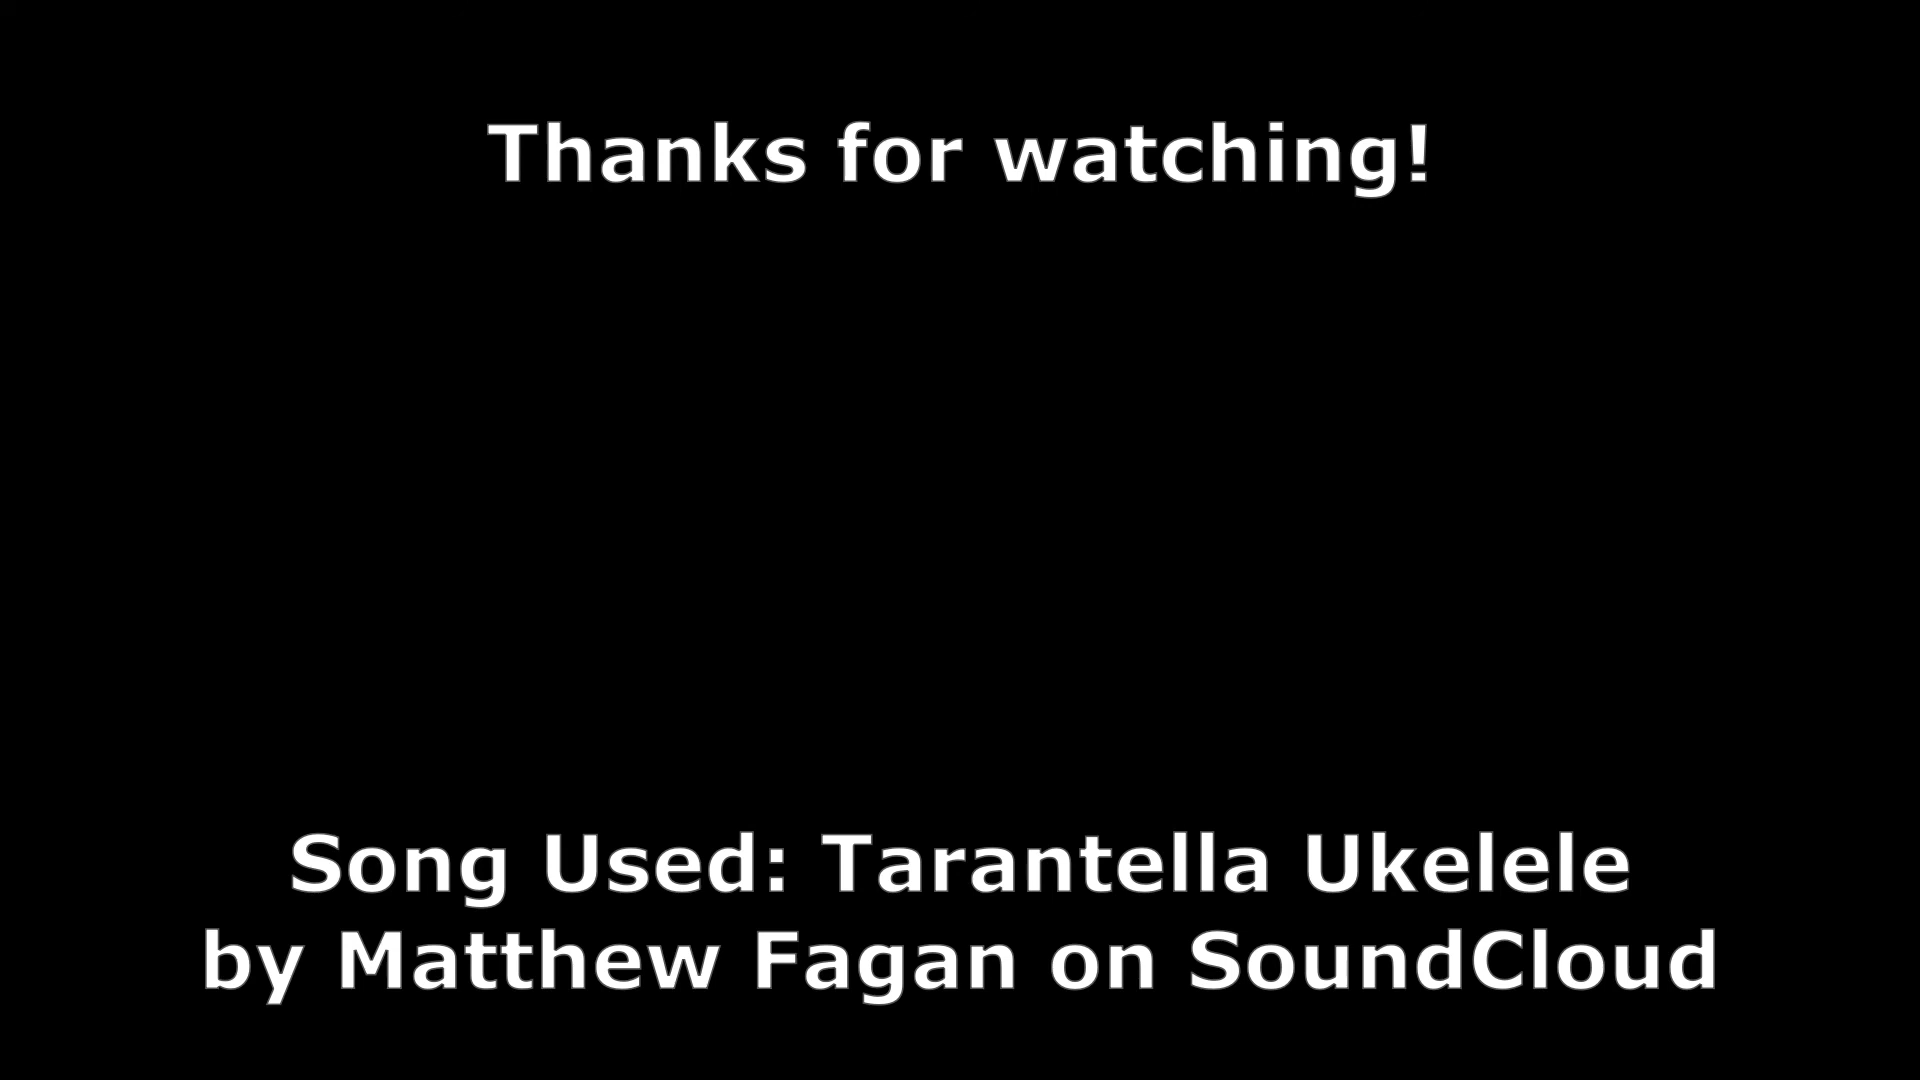 Thanks for watching!
Song Used: Tarantella Ukelele
by Matthew Fagan on SoundCloud